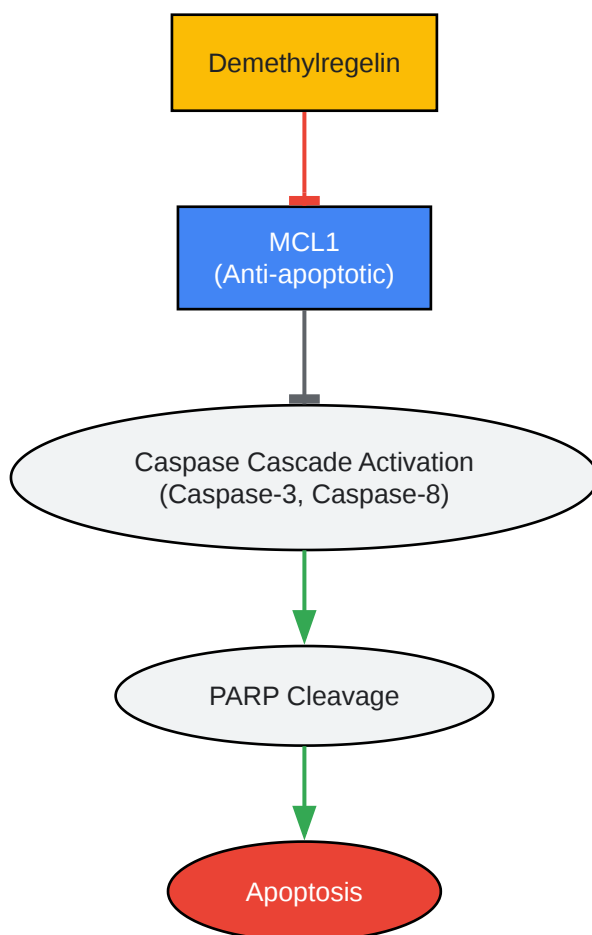 Demethylregelin
MCL1
(Anti-apoptotic)
Caspase Cascade Activation
(Caspase-3, Caspase-8)
PARP Cleavage
Apoptosis